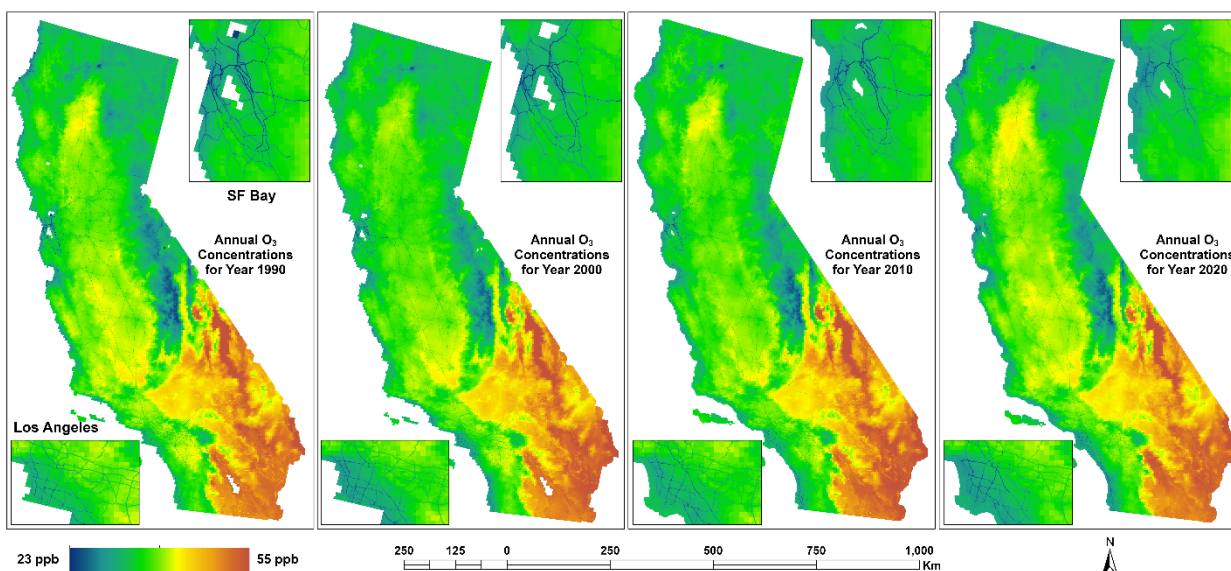 SF Bay
Annual O₃
Concentrations
for Year 1990
Annual O₃
Concentrations
for Year 2000
Annual O₃
Concentrations
for Year 2010
Annual O₃
Concentrations
for Year 2020
Los Angeles
23 ppb
55 ppb
250 125 0 250 500 750 1,000
Km
N